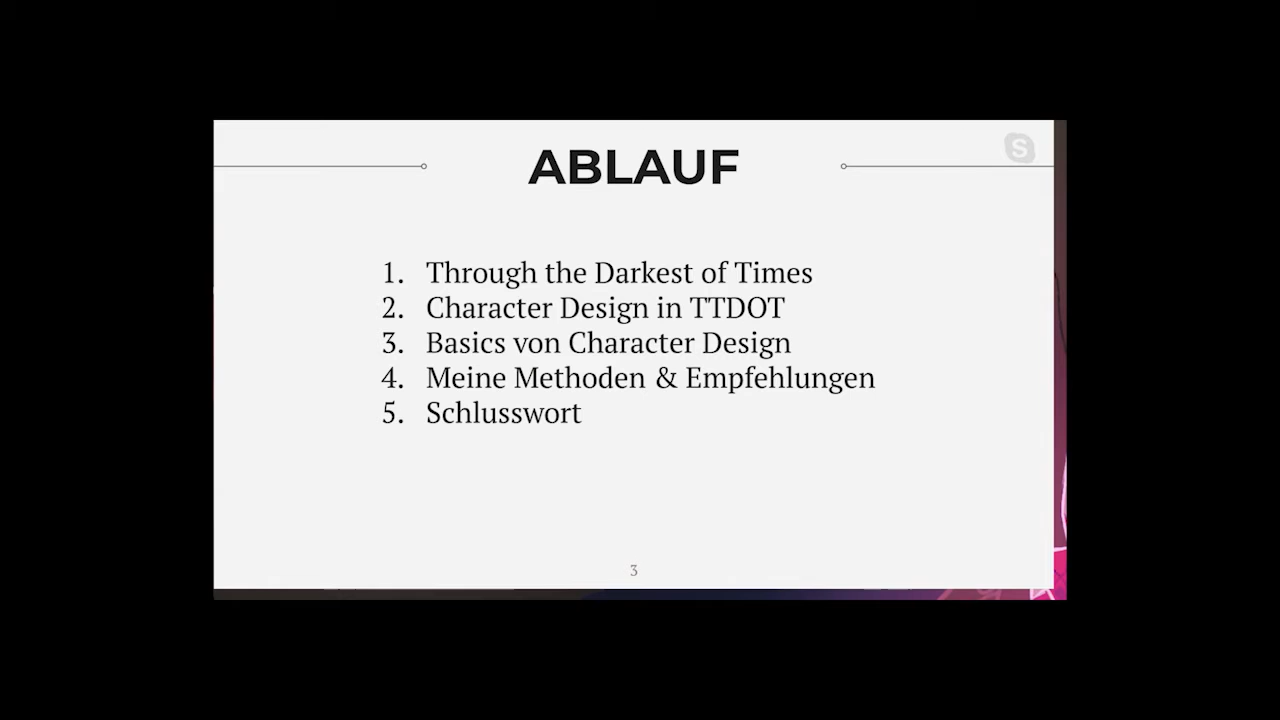 ABLAUF
1. Through the Darkest of Times
2. Character Design in TTDOT
3. Basics von Character Design
4. Meine Methoden & Empfehlungen
5. Schlusswort
3